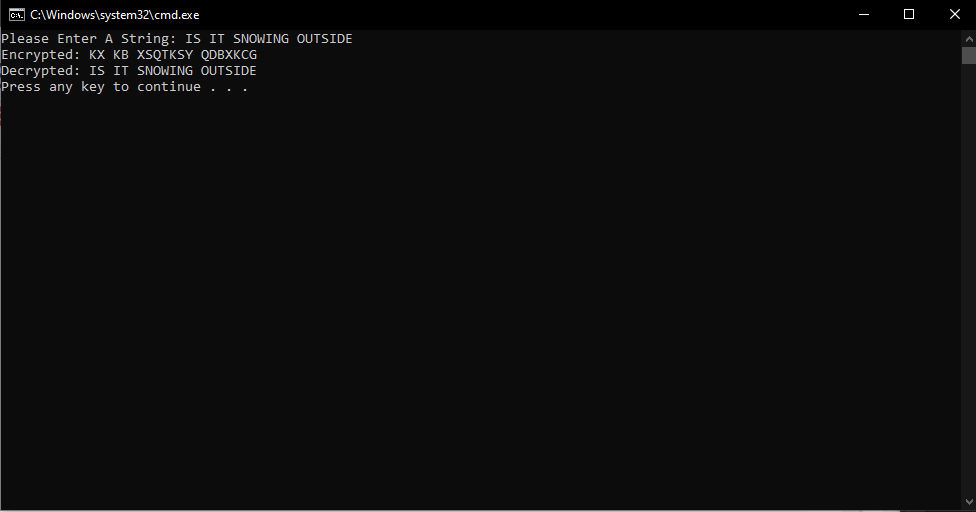 C:\Windows\system32\cmd.exe
Please Enter A String: IS IT SNOWING OUTSIDE
Encrypted: KX KB XSQTKSY QDBXKCG
Decrypted: IS IT SNOWING OUTSIDE
Press any key to continue . . .